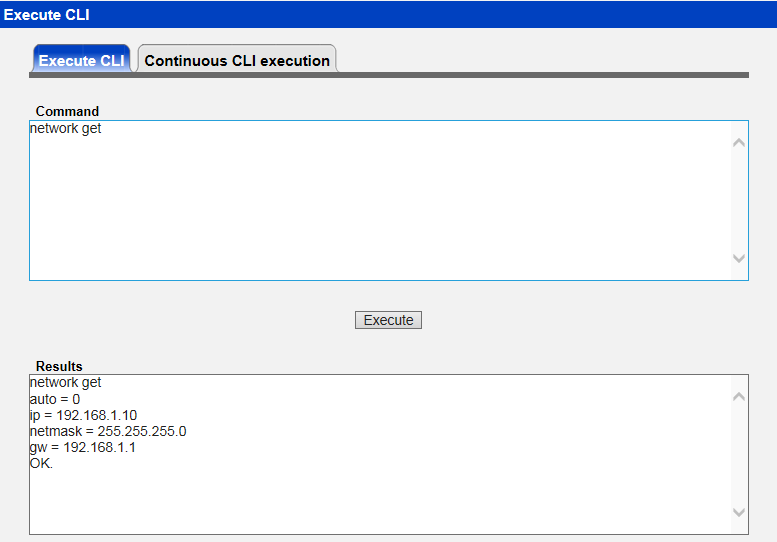 Execute CLI
Execute CLI
Continuous CLI execution
Command
network get
Execute
Results
network get
auto = 0
ip = 192.168.1.10
netmask = 255.255.255.0
gw = 192.168.1.1
OK.